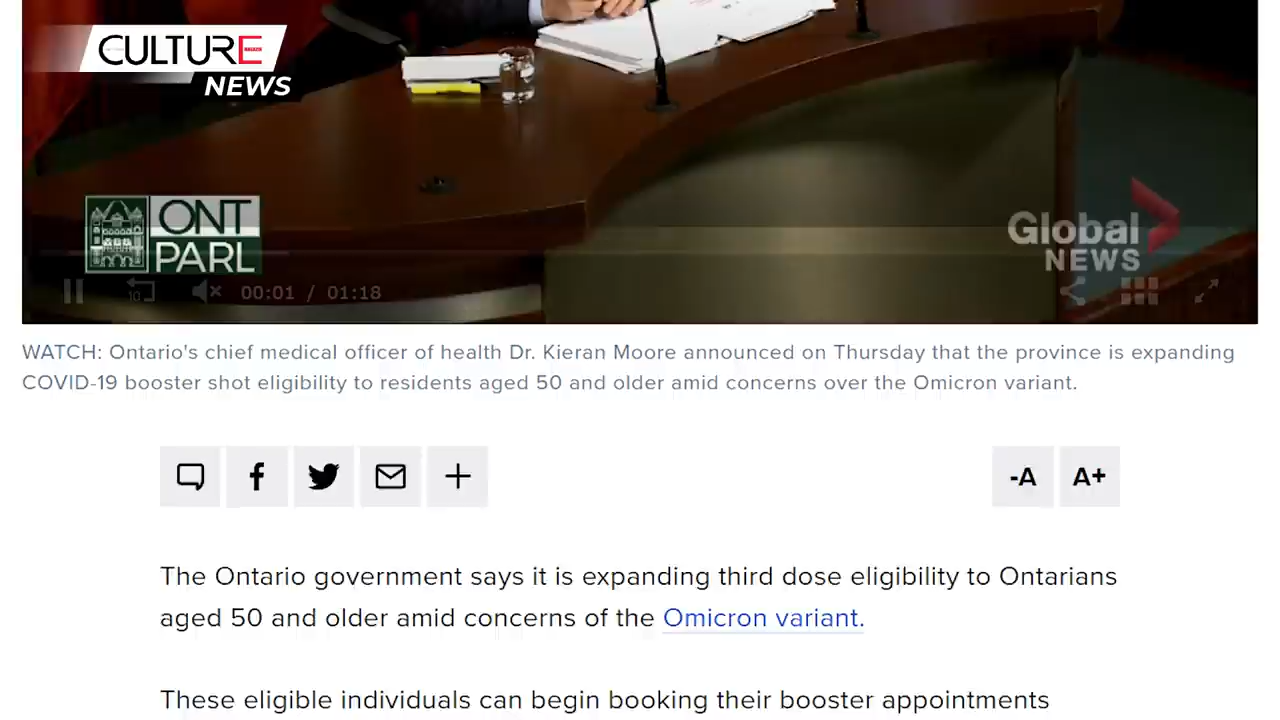 CULTURE
NEWS
ONT
PARL
Global
NEWS
10
00:01 / 01:18
WATCH: Ontario's chief medical officer of health Dr. Kieran Moore announced on Thursday that the province is expanding
COVID-19 booster shot eligibility to residents aged 50 and older amid concerns over the Omicron variant.
-A A+
The Ontario government says it is expanding third dose eligibility to Ontarians
aged 50 and older amid concerns of the Omicron variant.
These eligible individuals can begin booking their booster appointments